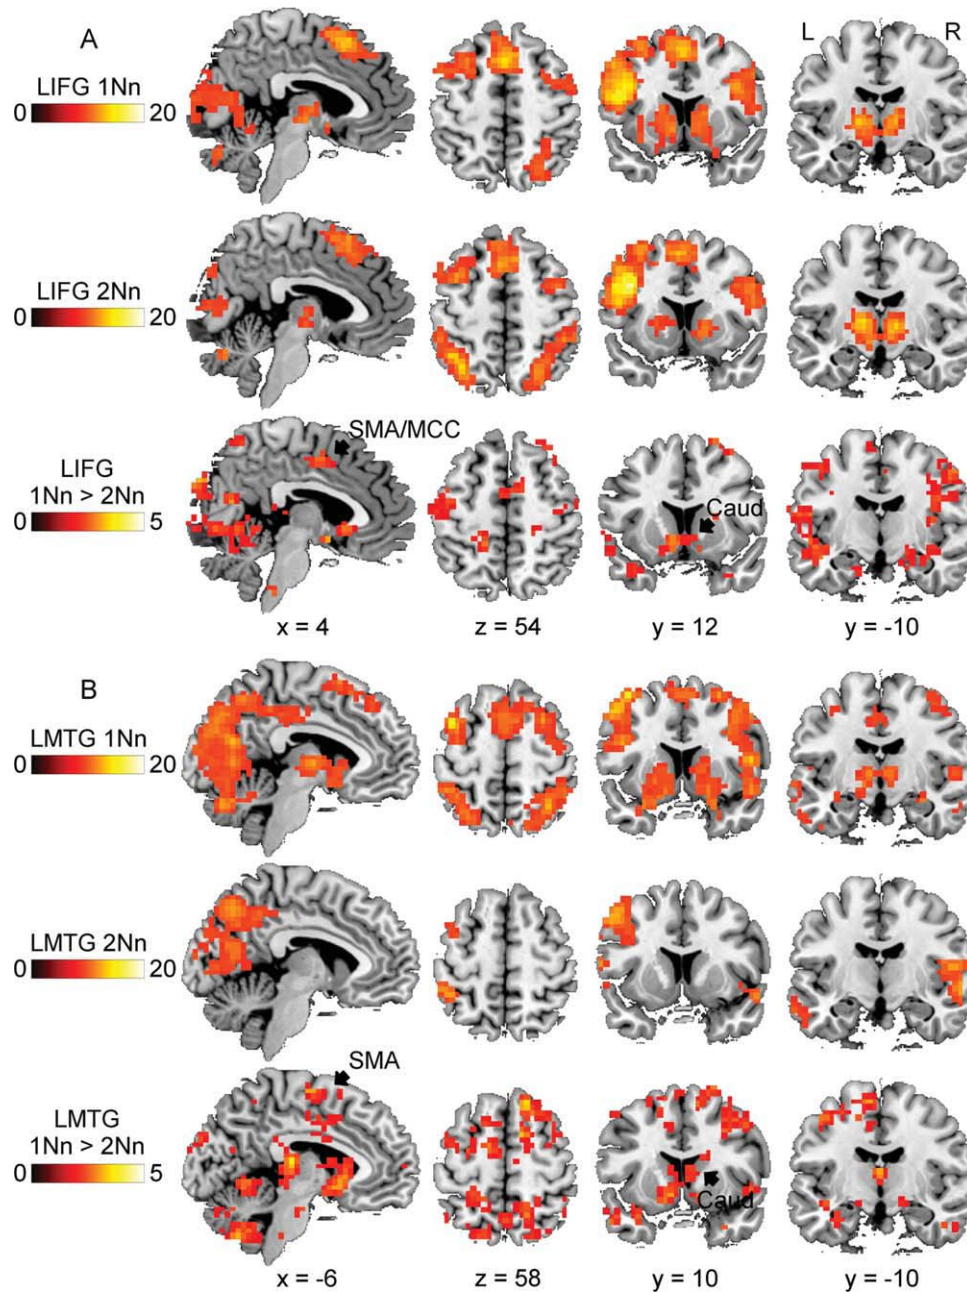 A
L R
LIFG 1Nn
0 20
LIFG 2Nn
0 20
SMA/MCC
LIFG
1Nn > 2Nn
0 5
Caud
x = 4 z = 54 y = 12 y = -10
B
LMTG 1Nn
0 20
LMTG 2Nn
0 20
SMA
LMTG
1Nn > 2Nn
0 5
Caud
x = -6 z = 58 y = 10 y = -10